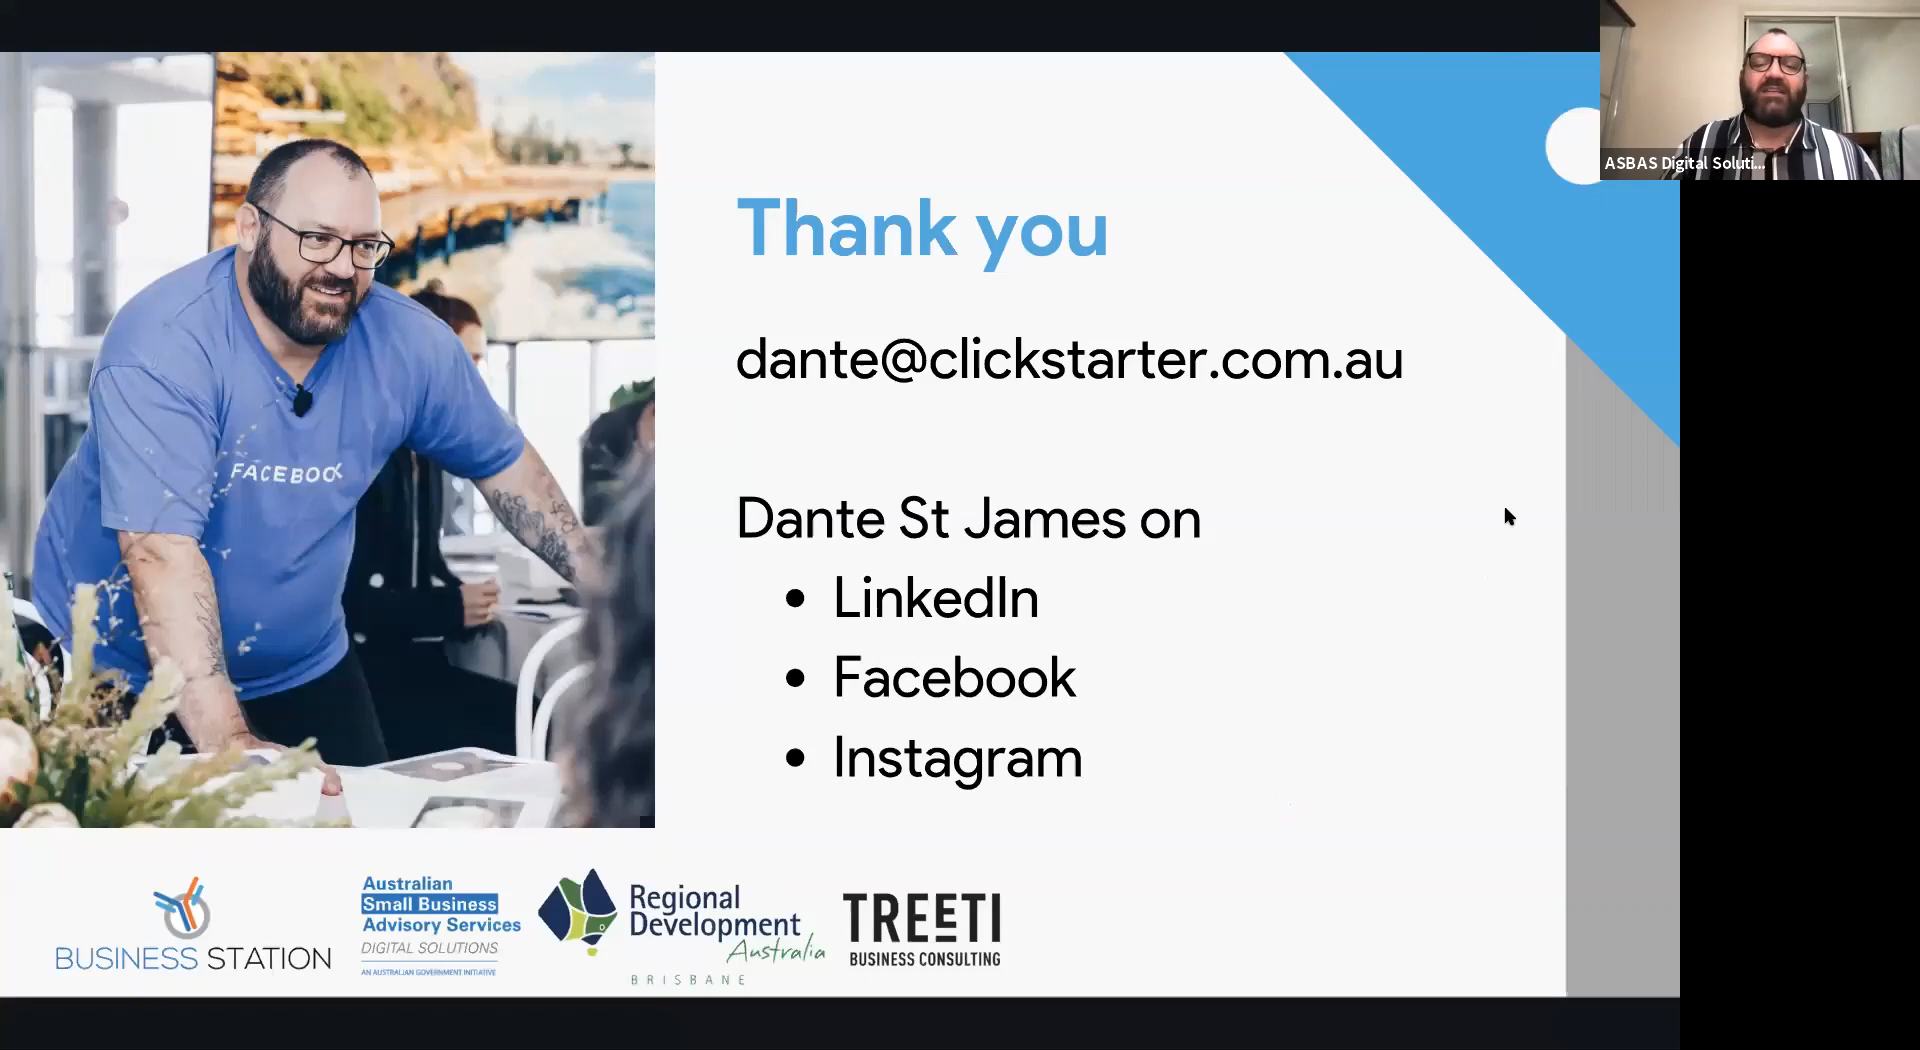 ASBAS Digital Soluti...
FACEBOOK
Thank you
dante@clickstarter.com.au
Dante St James on
• LinkedIn
• Facebook
• Instagram
BUSINESS STATION
Australian
Small Business
Advisory Services
DIGITAL SOLUTIONS
AN AUSTRALIAN GOVERNMENT INITIATIVE
Regional
Development
Australia
BRISBANE
TREETI
BUSINESS CONSULTING